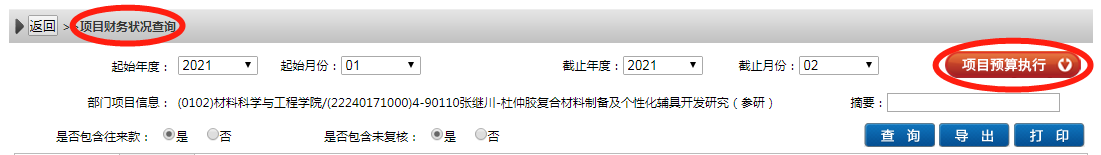 返回 >>项目财务状况查询
起始年度： 2021 起始月份： 01 截止年度： 2021 截止月份： 02 项目预算执行
部门项目信息： (0102)材料科学与工程学院/(22240171000)4-90110张继川-杜仲胶复合材料制备及个性化辅具开发研究（参研） 摘要：
是否包含往来款： 是 否 是否包含未复核： 是 否 查 询 导 出 打 印